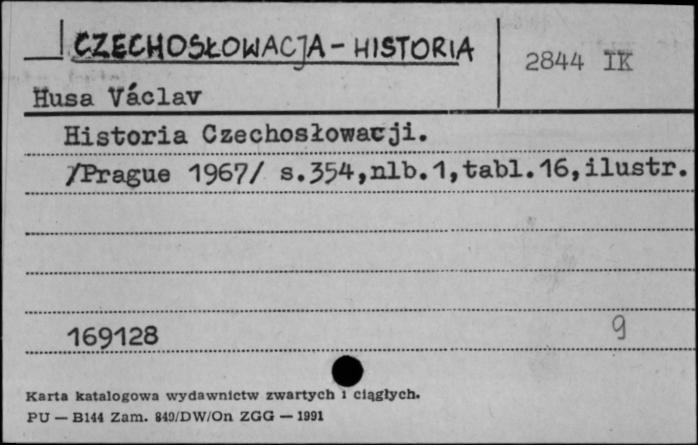 CZECHOSŁOWACJA - HISTORIA
2844 IK
Husa Václav
Historia Czechosłowacji.
/Prague 1967/ s.354,nlb.1,tabl.16,ilustr.
169128
9
Karta katalogowa wydawnictw zwartych i ciągłych.
PU — B144 Zam. 849/DW/On ZGG — 1991